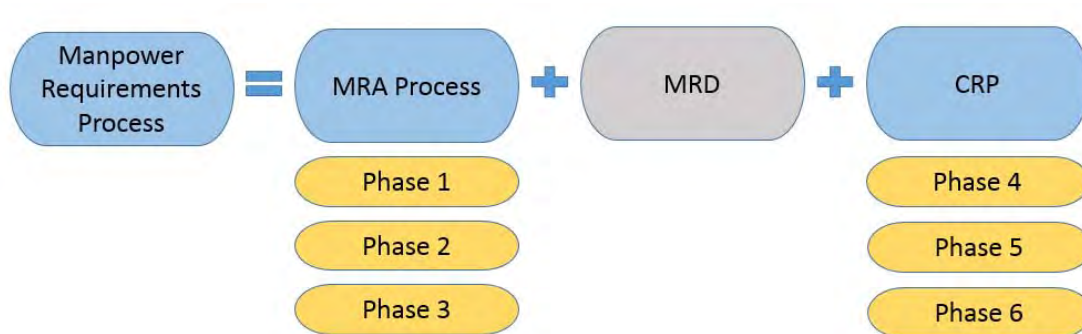 Manpower
Requirements
Process
=
MRA Process
+
MRD
+
CRP
Phase 1
Phase 4
Phase 2
Phase 5
Phase 3
Phase 6